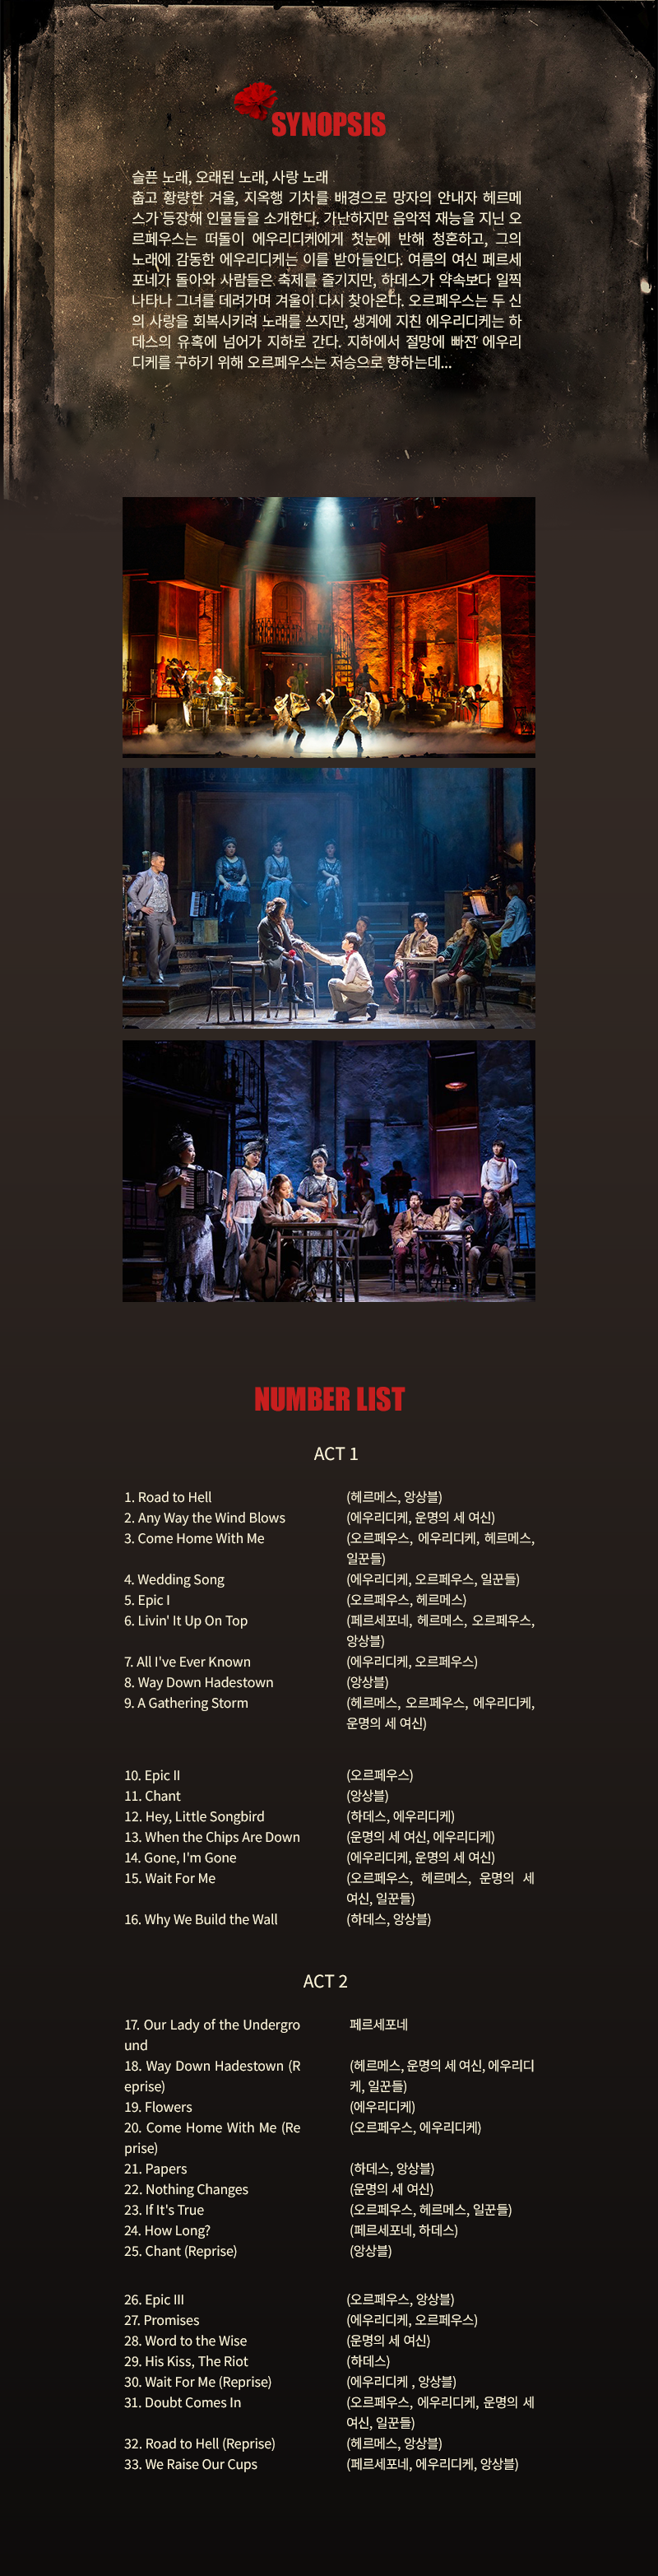 SYNOPSIS
슬픈 노래, 오래된 노래, 사랑 노래
춥고 황량한 겨울, 지옥행 기차를 배경으로 망자의 안내자 헤르메
스가 등장해 인물들을 소개한다. 가난하지만 음악적 재능을 지닌 오
르페우스는 떠돌이 에우리디케에게 첫눈에 반해 청혼하고, 그의
노래에 감동한 에우리디케는 이를 받아들인다. 여름의 여신 페르세
포네가 돌아와 사람들은 축제를 즐기지만, 하데스가 약속보다 일찍
나타나 그녀를 데려가며 겨울이 다시 찾아온다. 오르페우스는 두 신
의 사랑을 회복시키려 노래를 쓰지만, 생계에 지친 에우리디케는 하
데스의 유혹에 넘어가 지하로 간다. 지하에서 절망에 빠진 에우리
디케를 구하기 위해 오르페우스는 저승으로 향하는데...
NUMBER LIST
ACT 1
1. Road to Hell (헤르메스, 앙상블)
2. Any Way the Wind Blows (에우리디케, 운명의 세 여신)
3. Come Home With Me (오르페우스, 에우리디케, 헤르메스,
일꾼들)
4. Wedding Song (에우리디케, 오르페우스, 일꾼들)
5. Epic I (오르페우스, 헤르메스)
6. Livin' It Up On Top (페르세포네, 헤르메스, 오르페우스,
앙상블)
7. All I've Ever Known (에우리디케, 오르페우스)
8. Way Down Hadestown (앙상블)
9. A Gathering Storm (헤르메스, 오르페우스, 에우리디케,
운명의 세 여신)
10. Epic II (오르페우스)
11. Chant (앙상블)
12. Hey, Little Songbird (하데스, 에우리디케)
13. When the Chips Are Down (운명의 세 여신, 에우리디케)
14. Gone, I'm Gone (에우리디케, 운명의 세 여신)
15. Wait For Me (오르페우스, 헤르메스, 운명의 세
여신, 일꾼들)
16. Why We Build the Wall (하데스, 앙상블)
ACT 2
17. Our Lady of the Undergro 페르세포네
und
18. Way Down Hadestown (R (헤르메스, 운명의 세 여신, 에우리디
eprise) 케, 일꾼들)
19. Flowers (에우리디케)
20. Come Home With Me (Re (오르페우스, 에우리디케)
prise)
21. Papers (하데스, 앙상블)
22. Nothing Changes (운명의 세 여신)
23. If It's True (오르페우스, 헤르메스, 일꾼들)
24. How Long? (페르세포네, 하데스)
25. Chant (Reprise) (앙상블)
26. Epic III (오르페우스, 앙상블)
27. Promises (에우리디케, 오르페우스)
28. Word to the Wise (운명의 세 여신)
29. His Kiss, The Riot (하데스)
30. Wait For Me (Reprise) (에우리디케 , 앙상블)
31. Doubt Comes In (오르페우스, 에우리디케, 운명의 세
여신, 일꾼들)
32. Road to Hell (Reprise) (헤르메스, 앙상블)
33. We Raise Our Cups (페르세포네, 에우리디케, 앙상블)